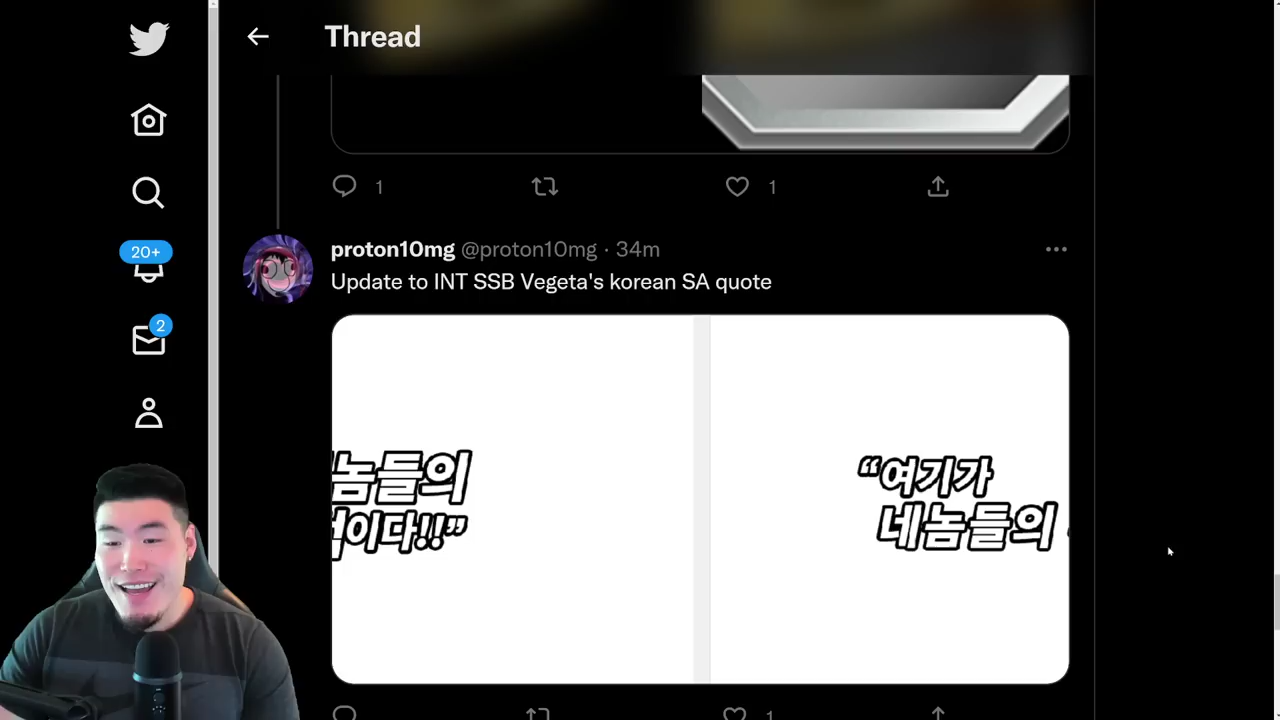 Thread
1
1
20+
proton10mg @proton10mg · 34m
Update to INT SSB Vegeta's korean SA quote
2
놈들의
이다!!”
“여기가
네놈들의
1